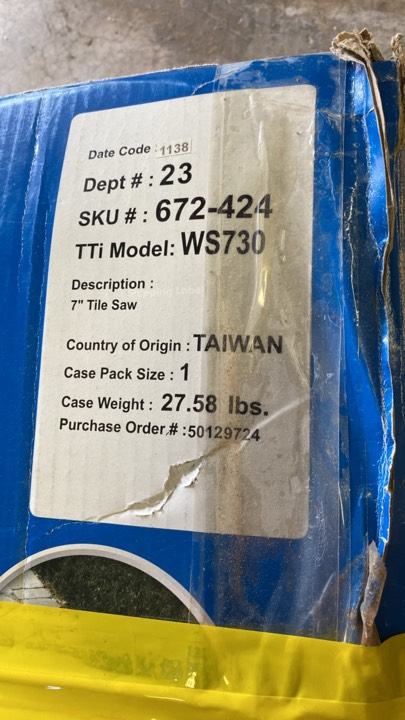 Date Code : 1138
Dept # : 23
SKU # : 672-424
TTi Model: WS730
Description :
7" Tile Saw
Country of Origin : TAIWAN
Case Pack Size : 1
Case Weight : 27.58 lbs.
Purchase Order # :50129724